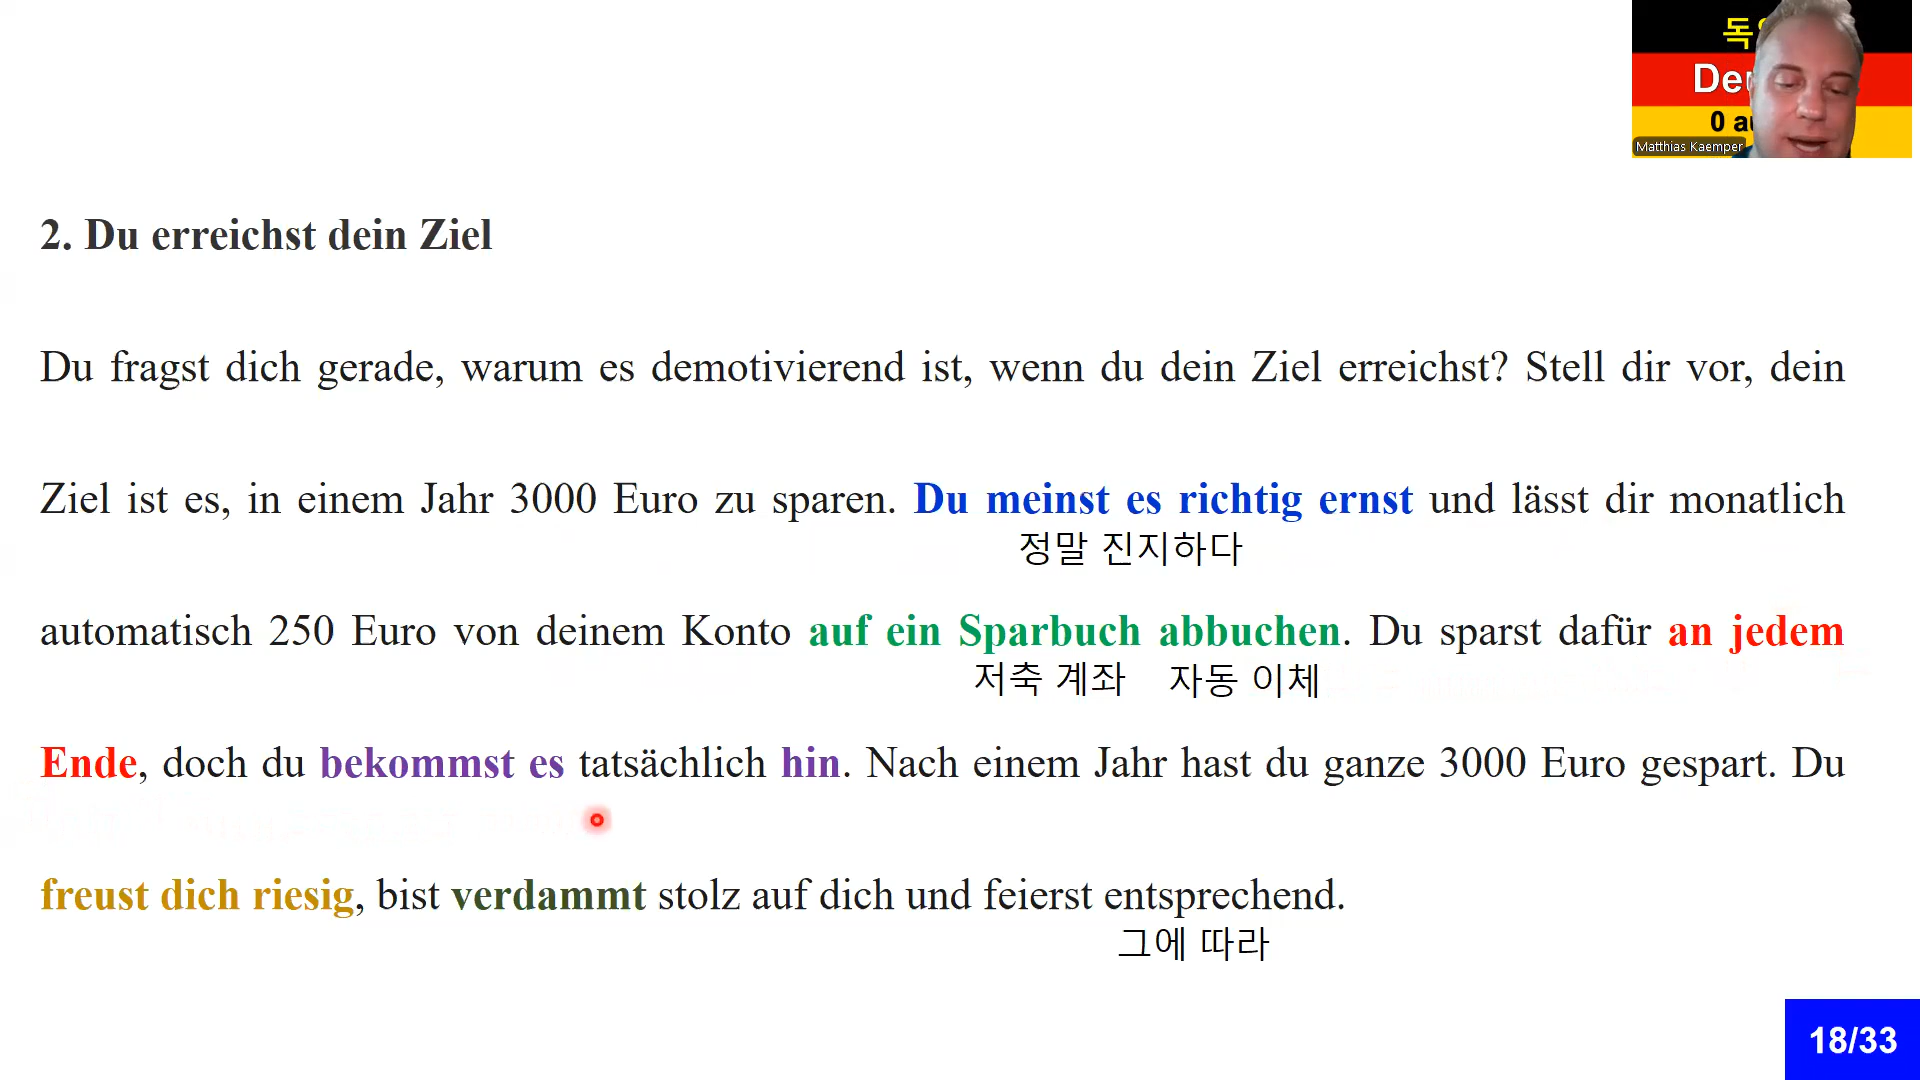 독
De
0 au
Matthias Kaemper
2. Du erreichst dein Ziel
Du fragst dich gerade, warum es demotivierend ist, wenn du dein Ziel erreichst? Stell dir vor, dein
Ziel ist es, in einem Jahr 3000 Euro zu sparen. Du meinst es richtig ernst und lässt dir monatlich
정말 진지하다
automatisch 250 Euro von deinem Konto auf ein Sparbuch abbuchen. Du sparst dafür an jedem
저축 계좌 자동 이체
Ende, doch du bekommst es tatsächlich hin. Nach einem Jahr hast du ganze 3000 Euro gespart. Du
freust dich riesig, bist verdammt stolz auf dich und feierst entsprechend.
그에 따라
18/33